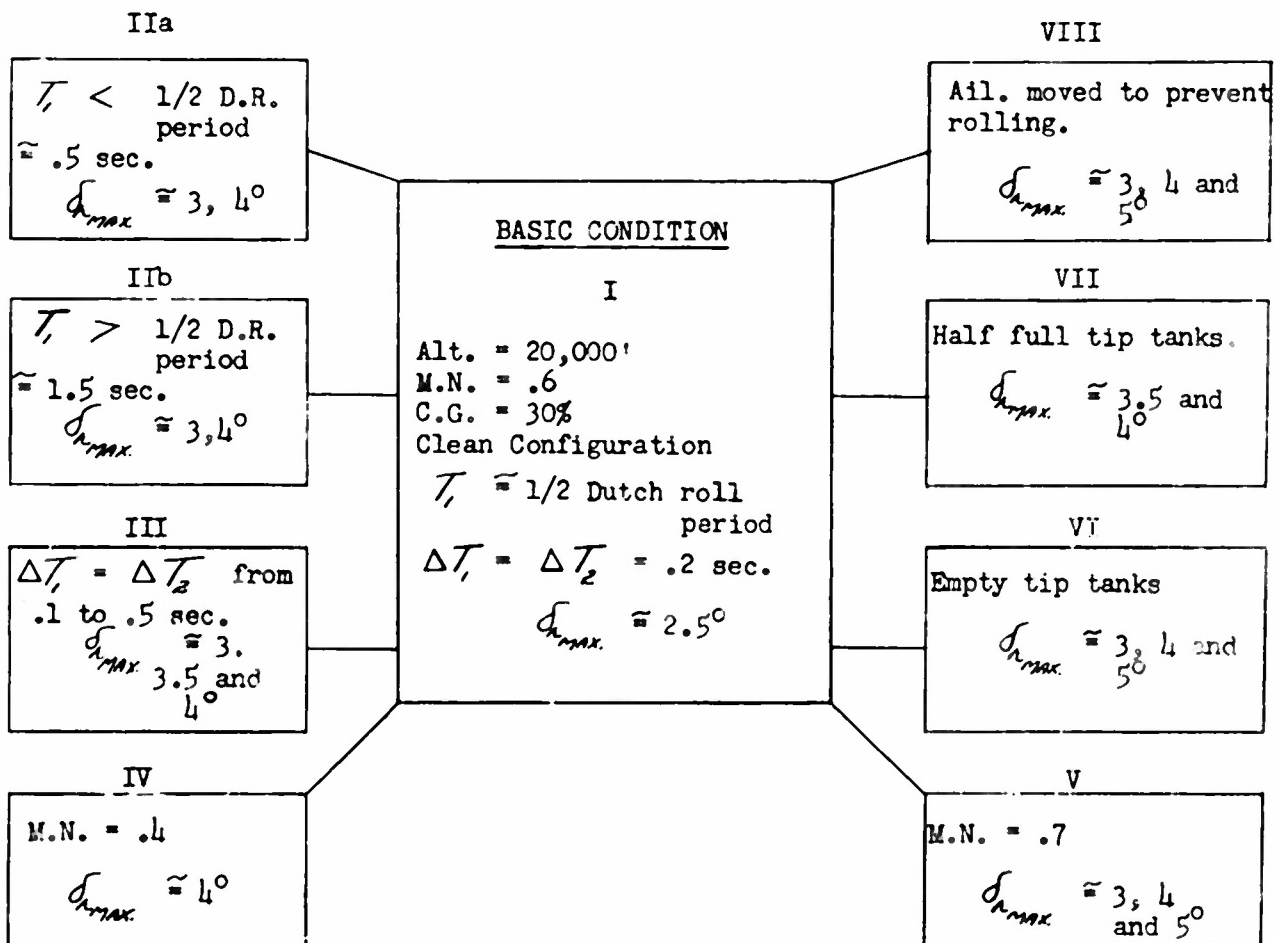 IIa
T₁ < 1/2 D.R.
period
≅ .5 sec.
δr MAX. ≅ 3, 4°
IIb
T₁ > 1/2 D.R.
period
≅ 1.5 sec.
δr MAX. ≅ 3, 4°
III
ΔT₁ = ΔT₂ from
.1 to .5 sec.
δr MAX. ≅ 3.
3.5 and
4°
IV
M.N. = .4
δr MAX. ≅ 4°
BASIC CONDITION
I
Alt. = 20,000'
M.N. = .6
C.G. = 30%
Clean Configuration
T₁ ≅ 1/2 Dutch roll
period
ΔT₁ = ΔT₂ = .2 sec.
δr MAX. ≅ 2.5°
VIII
Ail. moved to prevent
rolling.
δr MAX. ≅ 3, 4 and
5°
VII
Half full tip tanks.
δr MAX. ≅ 3.5 and
4°
VI
Empty tip tanks
δr MAX. ≅ 3, 4 and
5°
V
M.N. = .7
δr MAX. ≅ 3, 4
and 5°